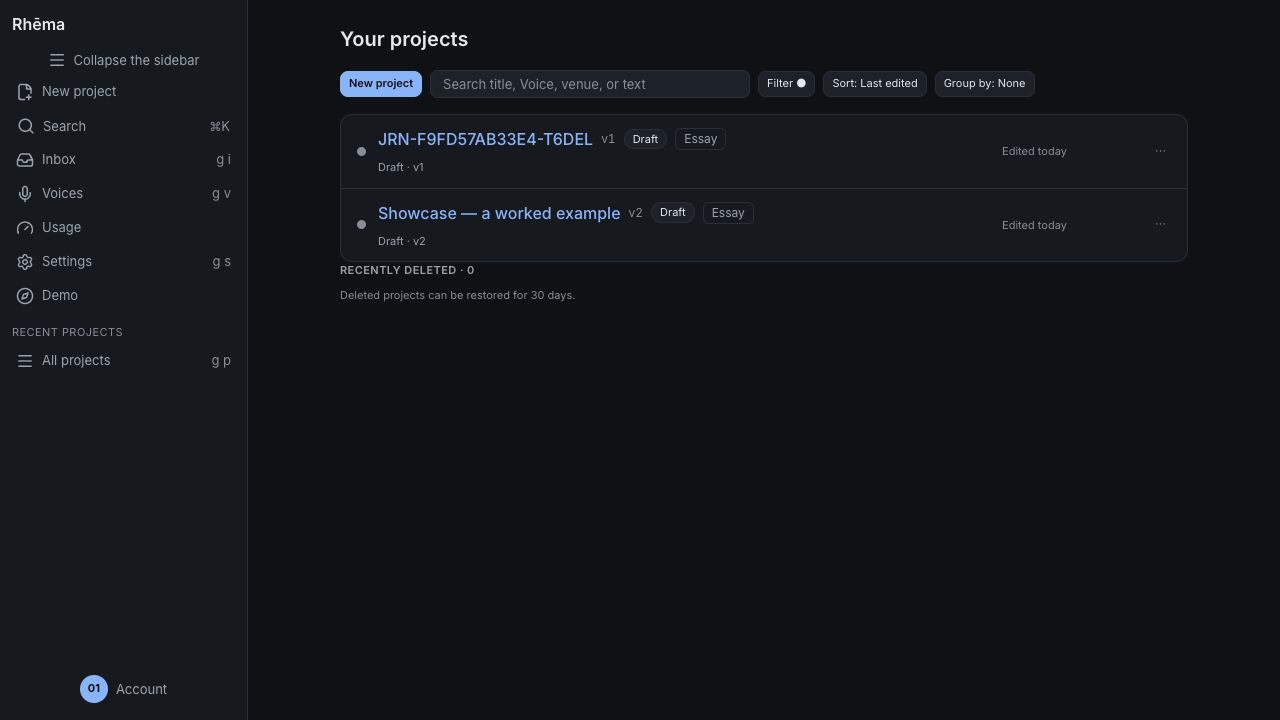 Rhēma
Collapse the sidebar
New project
Search ⌘K
Inbox g i
Voices g v
Usage
Settings g s
Demo
RECENT PROJECTS
All projects g p
01 Account
Your projects
New project Search title, Voice, venue, or text Filter Sort: Last edited Group by: None
JRN-F9FD57AB33E4-T6DEL v1 Draft Essay
Draft · v1
Edited today ···
Showcase — a worked example v2 Draft Essay
Draft · v2
Edited today ···
RECENTLY DELETED · 0
Deleted projects can be restored for 30 days.